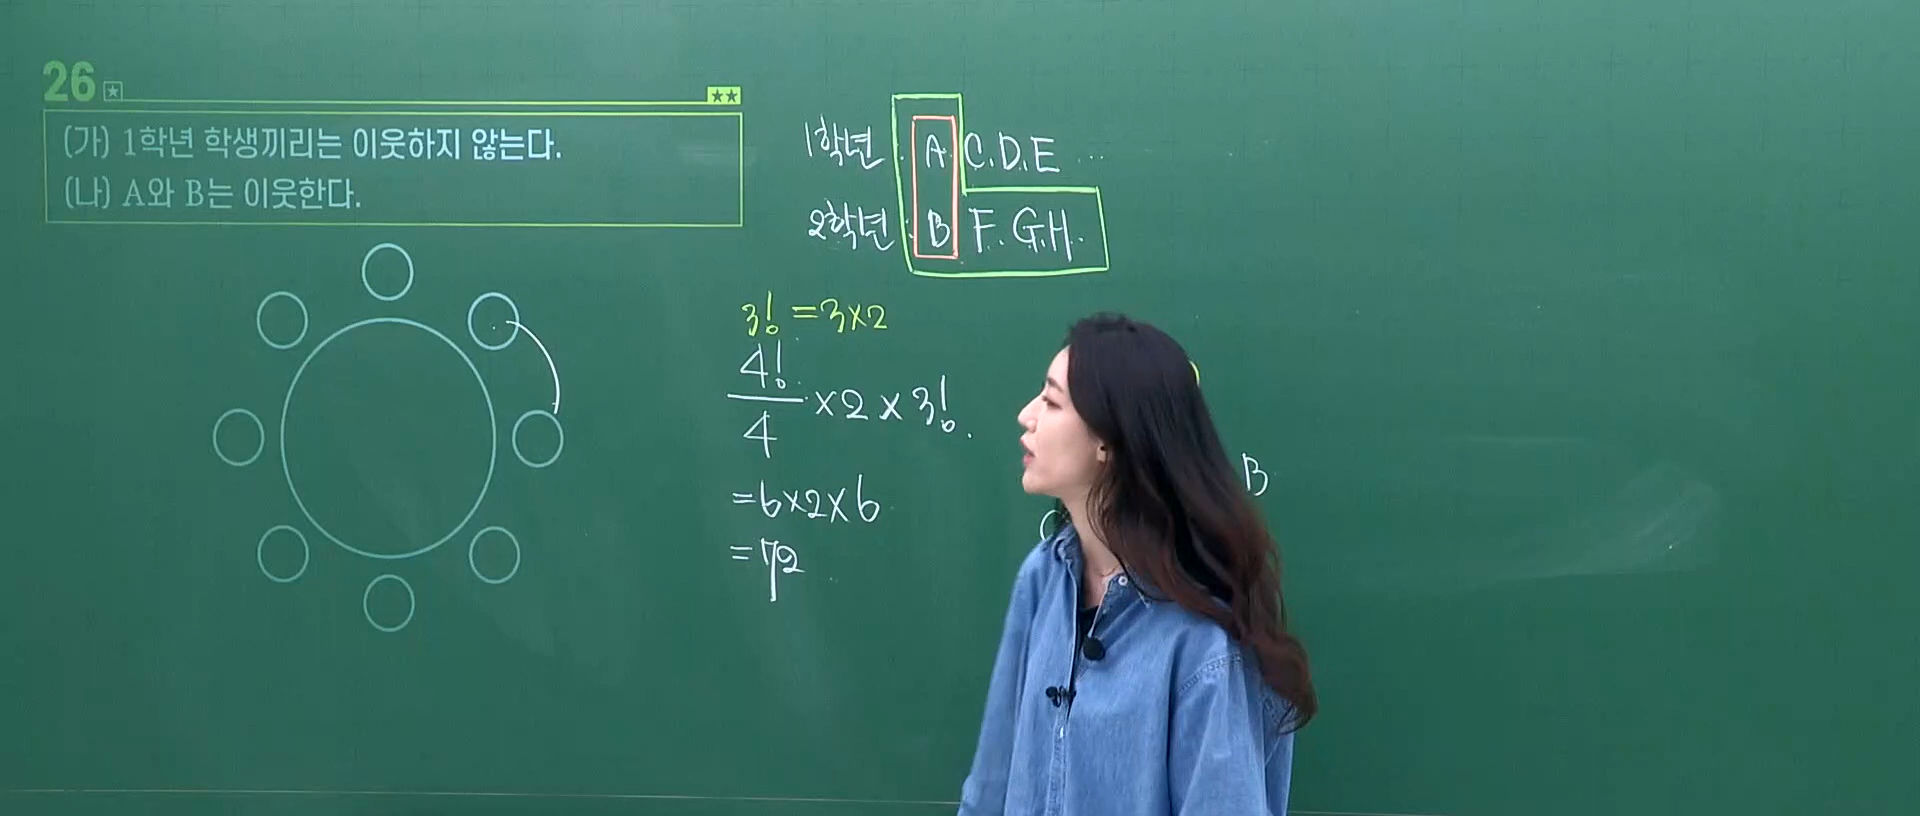 26
(가) 1학년 학생끼리는 이웃하지 않는다.
(나) A와 B는 이웃한다.
1학년 . A C.D.E ...
2학년 : B F. G.H.
3! =3×2
4!
4
×2×3!.
=6×2×6
=72
B